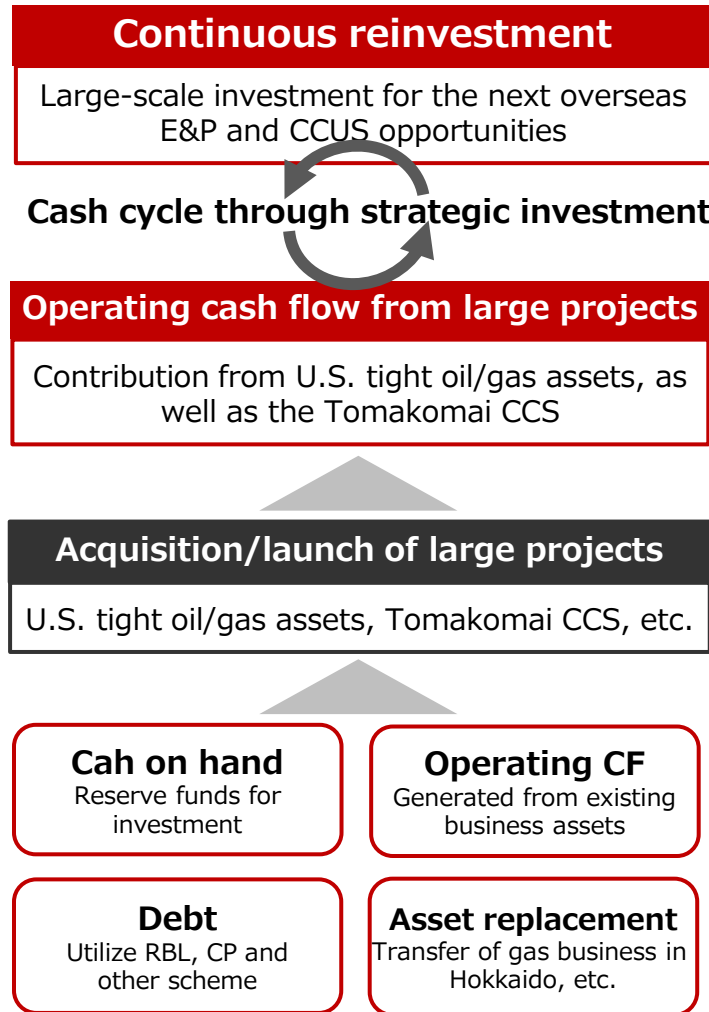 Continuous reinvestment
Large-scale investment for the next overseas
E&P and CCUS opportunities
Cash cycle through strategic investment
Operating cash flow from large projects
Contribution from U.S. tight oil/gas assets, as
well as the Tomakomai CCS
Acquisition/launch of large projects
U.S. tight oil/gas assets, Tomakomai CCS, etc.
Cah on hand
Reserve funds for
investment
Operating CF
Generated from existing
business assets
Debt
Utilize RBL, CP and
other scheme
Asset replacement
Transfer of gas business in
Hokkaido, etc.